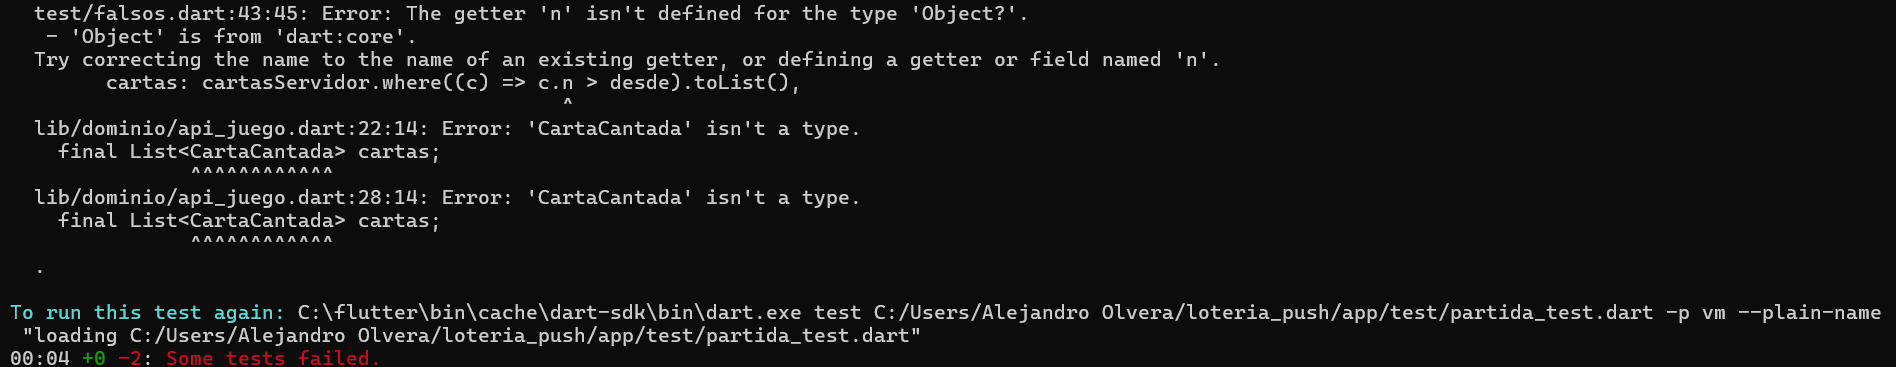 test/falsos.dart:43:45: Error: The getter 'n' isn't defined for the type 'Object?'.
 - 'Object' is from 'dart:core'.
Try correcting the name to the name of an existing getter, or defining a getter or field named 'n'.
      cartas: cartasServidor.where((c) => c.n > desde).toList(),
                                            ^
lib/dominio/api_juego.dart:22:14: Error: 'CartaCantada' isn't a type.
  final List<CartaCantada> cartas;
             ^^^^^^^^^^^^
lib/dominio/api_juego.dart:28:14: Error: 'CartaCantada' isn't a type.
  final List<CartaCantada> cartas;
             ^^^^^^^^^^^^
.
To run this test again: C:\flutter\bin\cache\dart-sdk\bin\dart.exe test C:/Users/Alejandro Olvera/loteria_push/app/test/partida_test.dart -p vm --plain-name
 "loading C:/Users/Alejandro Olvera/loteria_push/app/test/partida_test.dart"
00:04 +0 -2: Some tests failed.